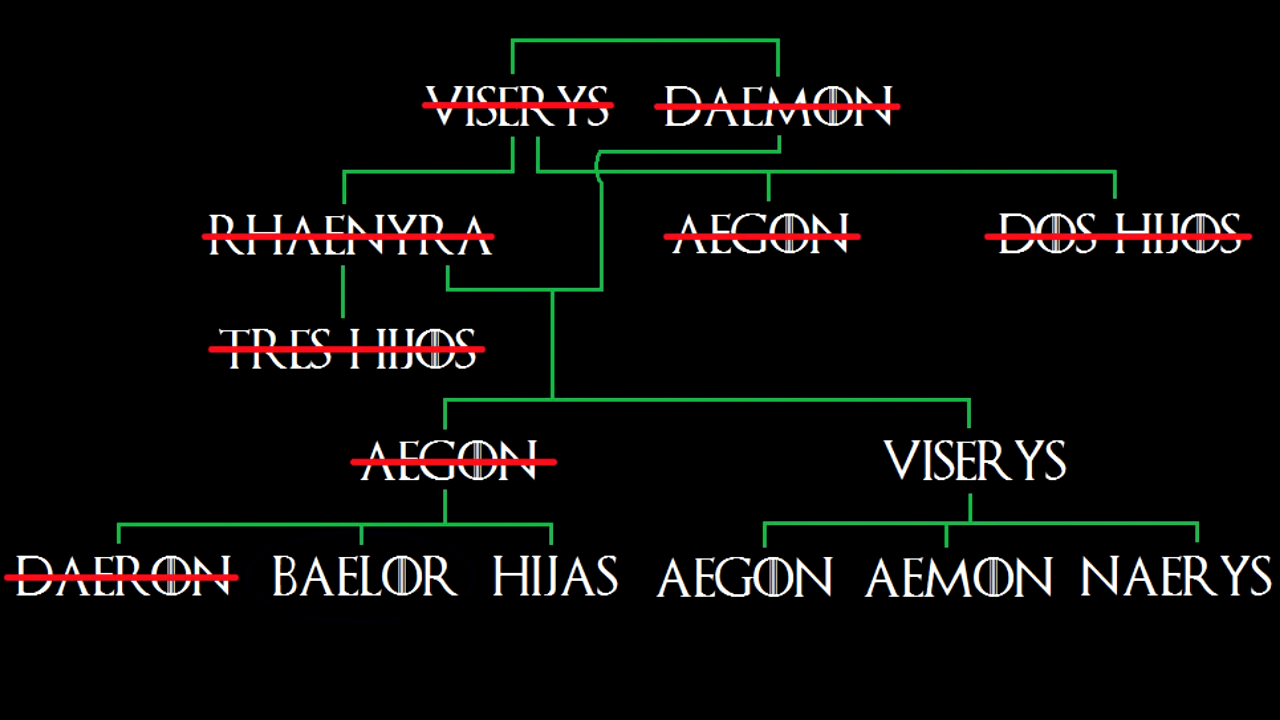 VISERYS DAEMON
RHAENYRA AEGON DOS HIJOS
TRES HIJOS
AEGON VISERYS
DAERON BAELOR HIJAS AEGON AEMON NAERYS